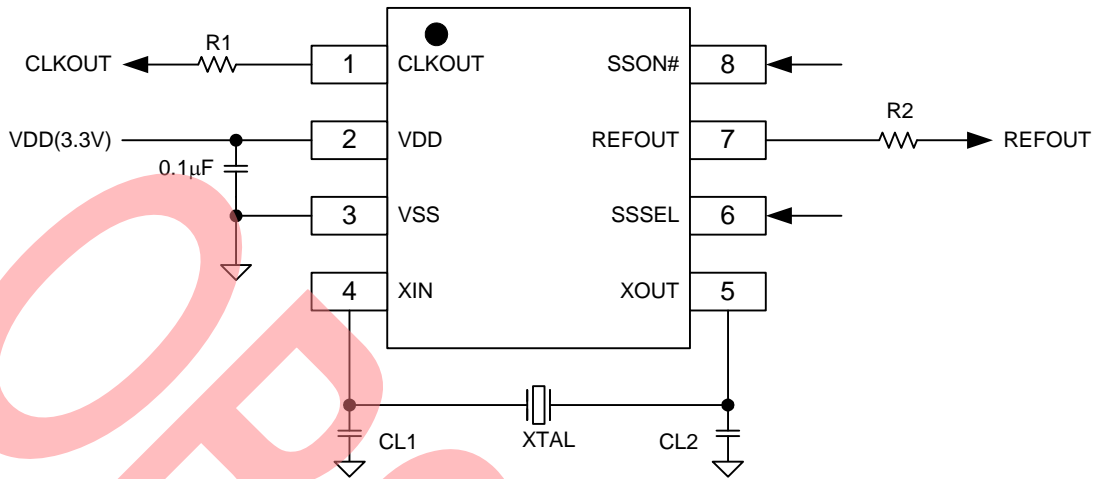 R1
CLKOUT
1
CLKOUT
SSON#
8
R2
VDD(3.3V)
2
VDD
REFOUT
7
REFOUT
0.1μF
3
VSS
SSSEL
6
4
XIN
XOUT
5
CL1
XTAL
CL2